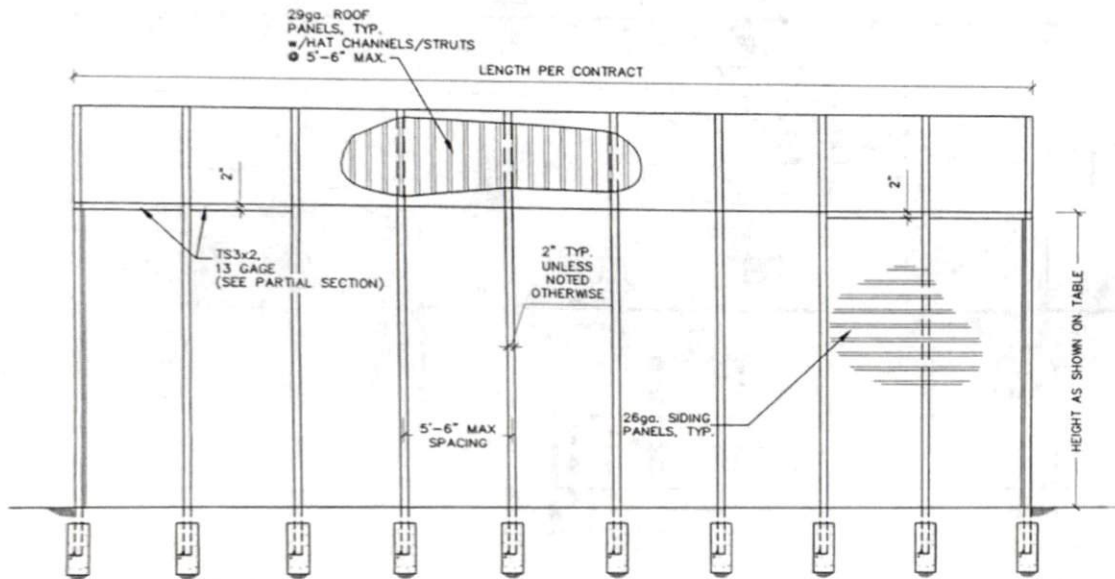 29ga. ROOF
PANELS, TYP.
w/HAT CHANNELS/STRUTS
@ 5'-6" MAX.
LENGTH PER CONTRACT
2"
2"
TS3x2,
13 GAGE
(SEE PARTIAL SECTION)
2" TYP.
UNLESS
NOTED
OTHERWISE
5'-6" MAX
SPACING
26ga. SIDING
PANELS, TYP.
HEIGHT AS SHOWN ON TABLE